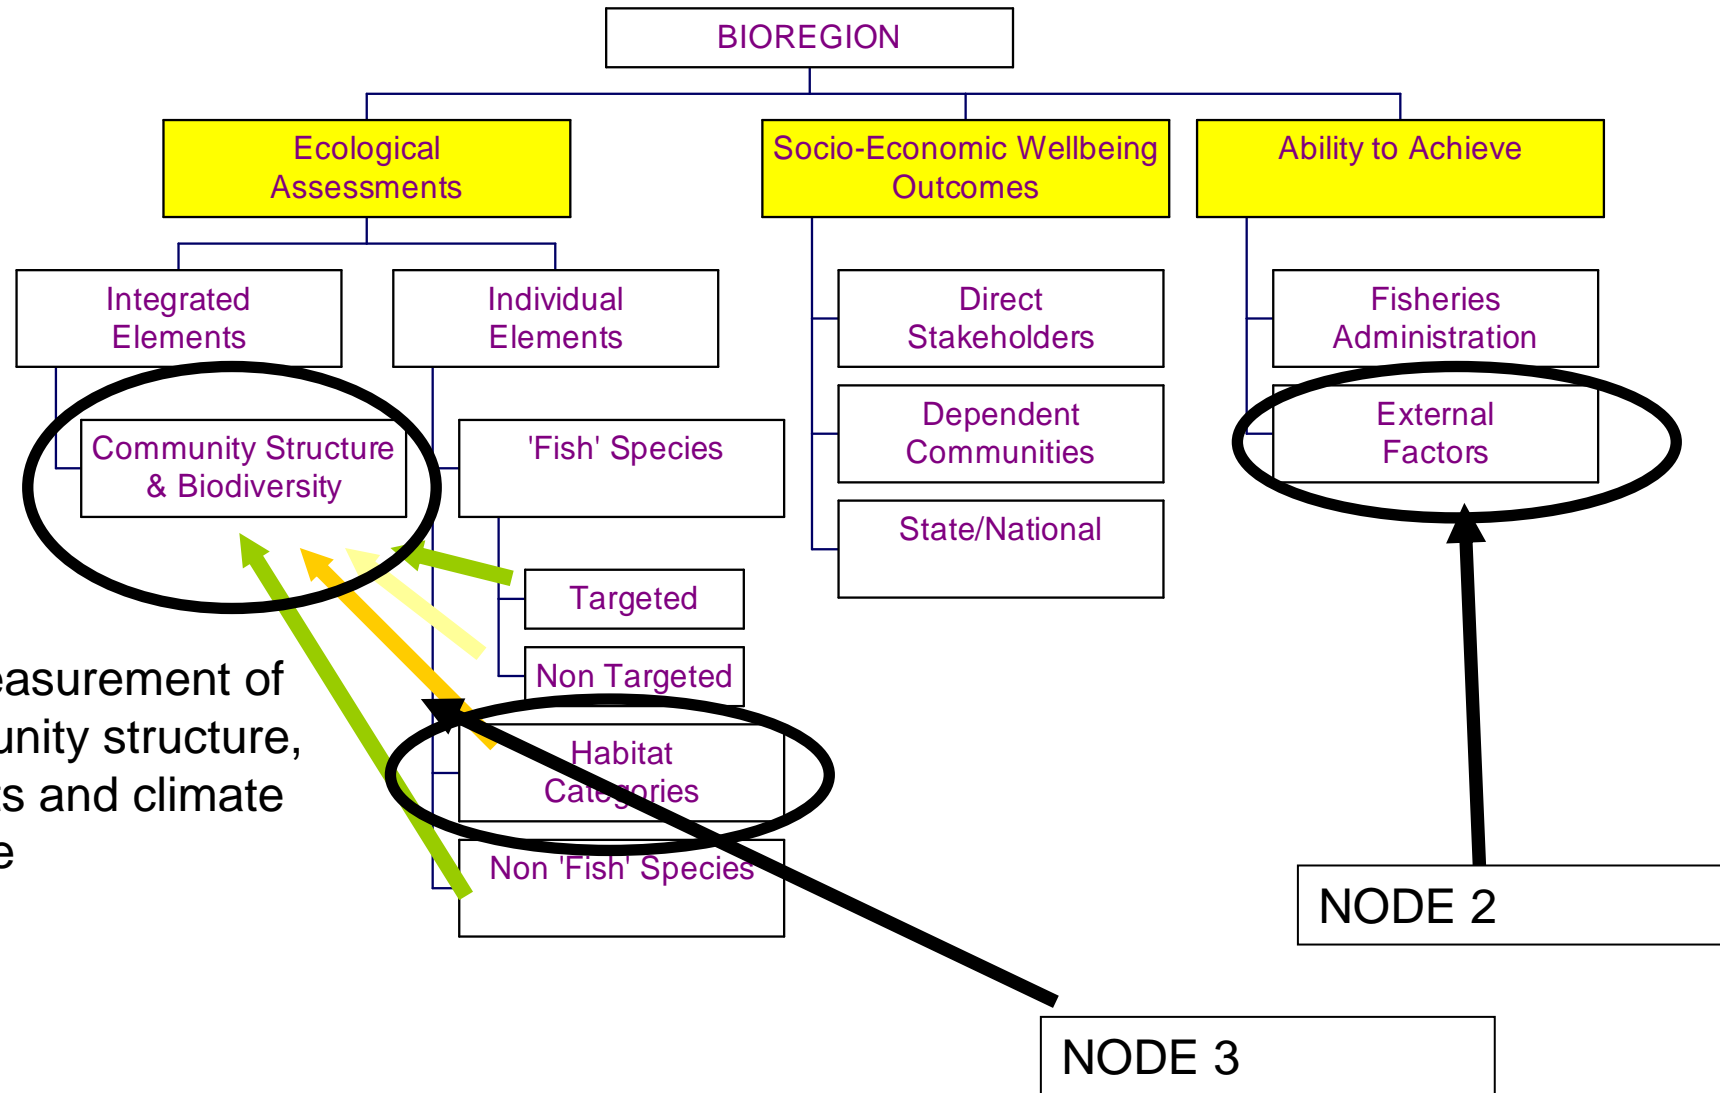 BIOREGION
Ecological
Assessments
Socio-Economic Wellbeing
Outcomes
Ability to Achieve
Integrated
Elements
Individual
Elements
Direct
Stakeholders
Fisheries
Administration
Community Structure
& Biodiversity
'Fish' Species
Dependent
Communities
External
Factors
State/National
Targeted
Non Targeted
Habitat
Categories
Non 'Fish' Species
easurement of
unity structure,
ts and climate
e
NODE 2
NODE 3